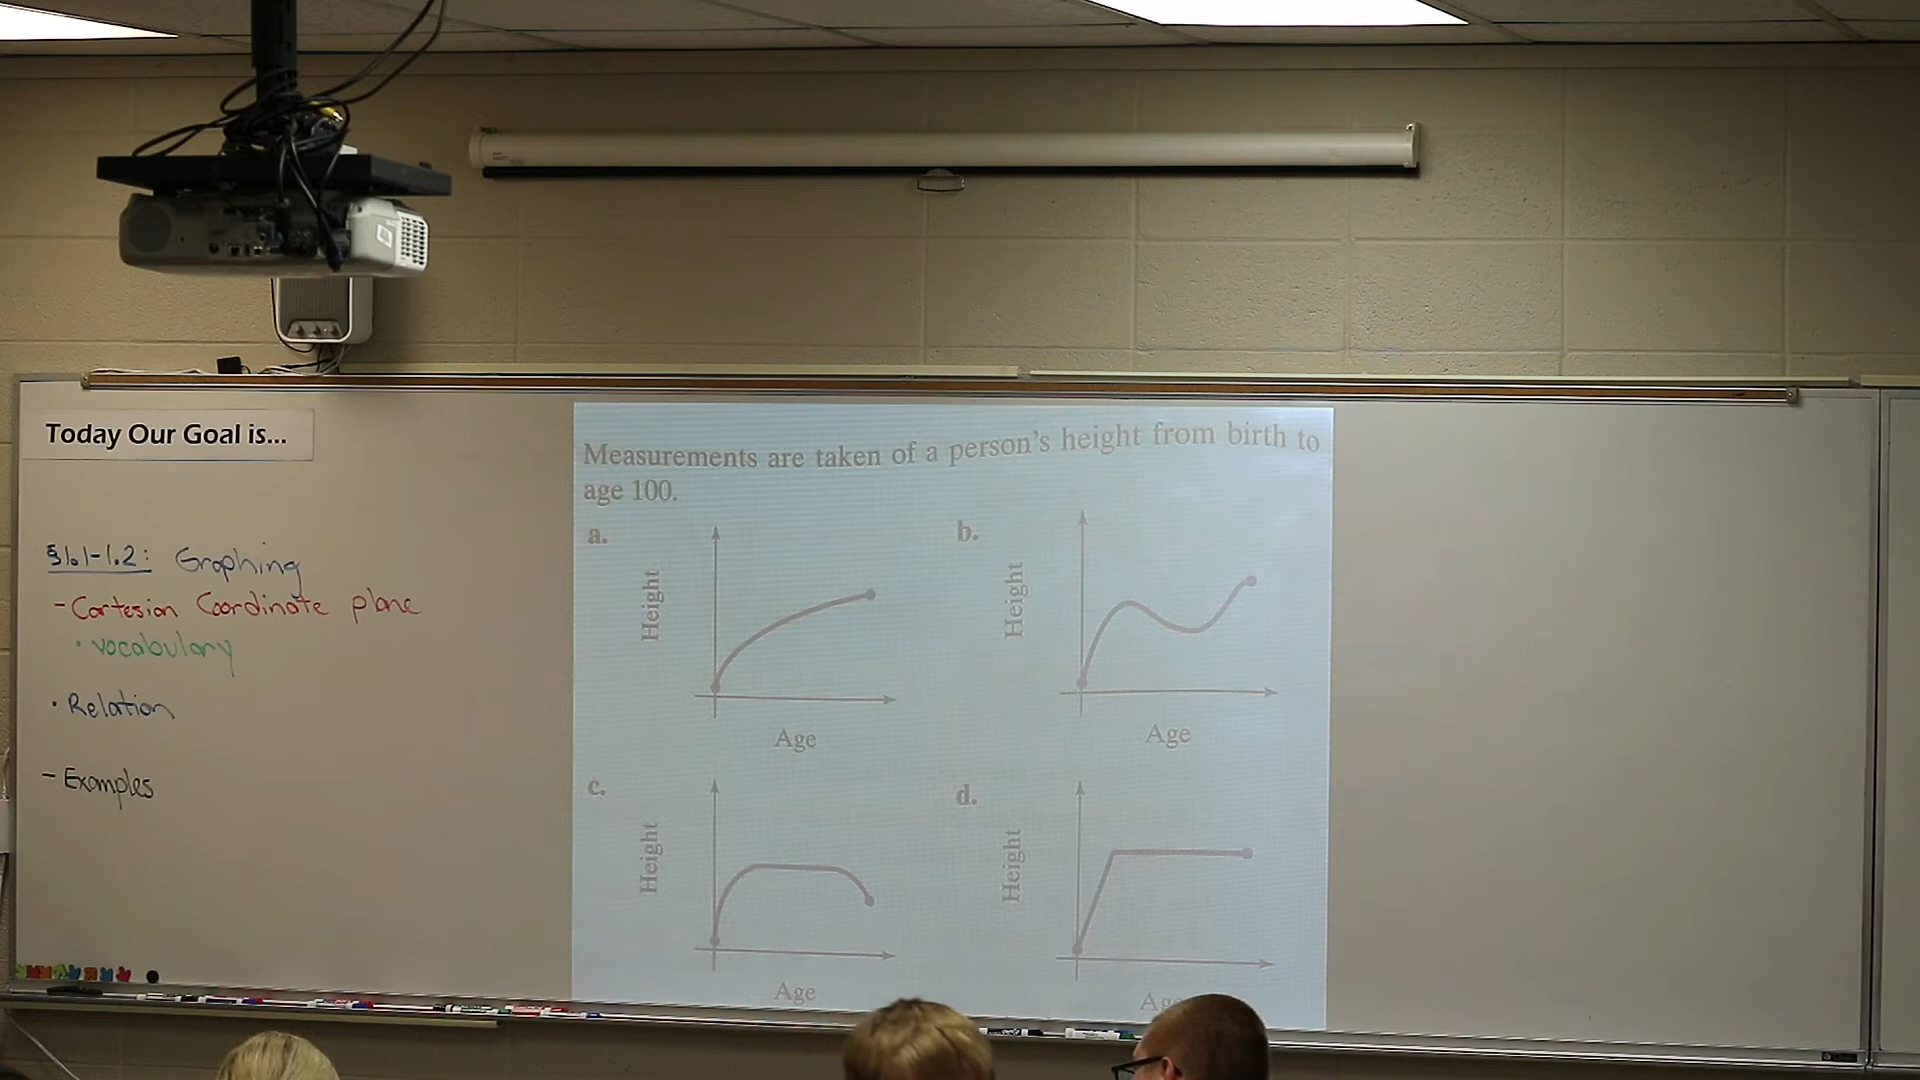 Today Our Goal is...
§1.1-1.2: Graphing
- Cartesian Coordinate plane
• vocabulary
• Relation
- Examples
Measurements are taken of a person's height from birth to
age 100.
a.
Height
Age
b.
Height
Age
c.
Height
Age
d.
Height
Age